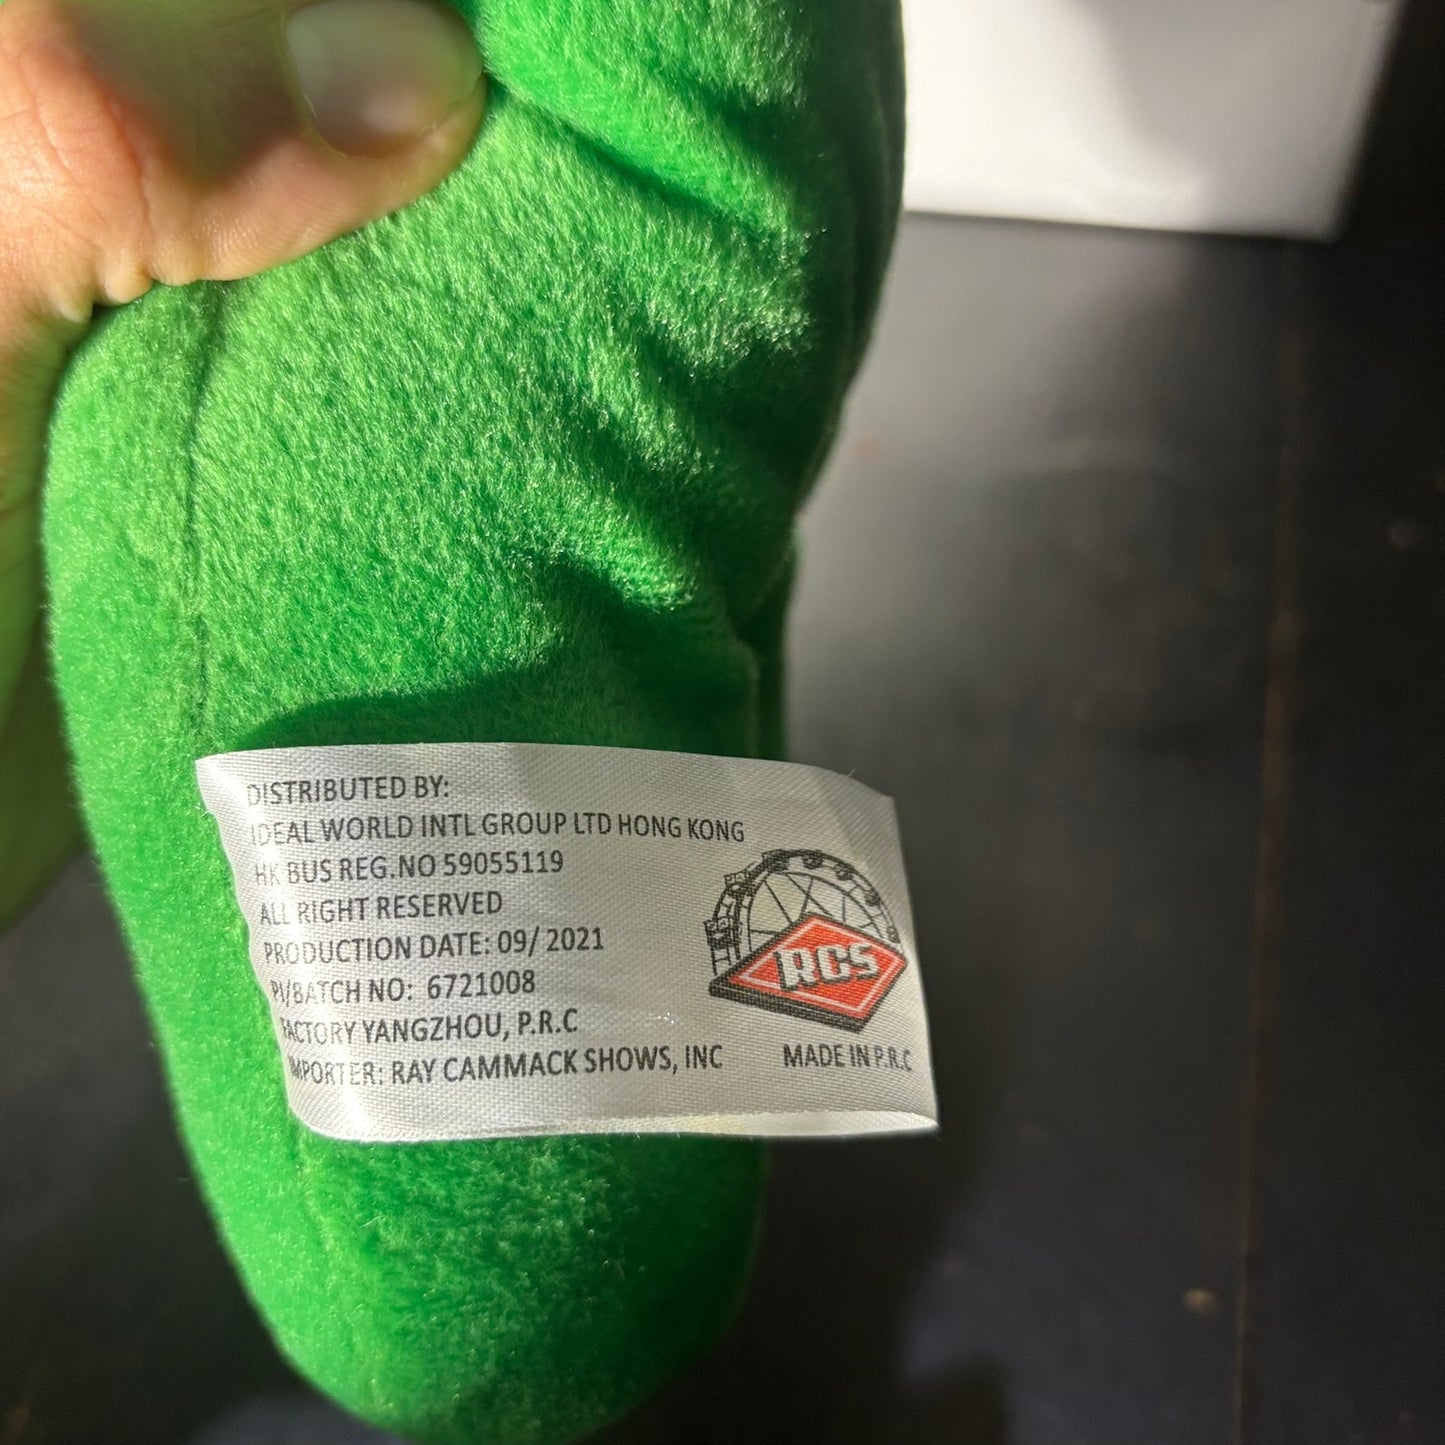 DISTRIBUTED BY:
IDEAL WORLD INTL GROUP LTD HONG KONG
HK BUS REG.NO 59055119
ALL RIGHT RESERVED
PRODUCTION DATE: 09/ 2021
PI/BATCH NO: 6721008
FACTORY YANGZHOU, P.R.C
IMPORTER: RAY CAMMACK SHOWS, INC
RCS
MADE IN P.R.C